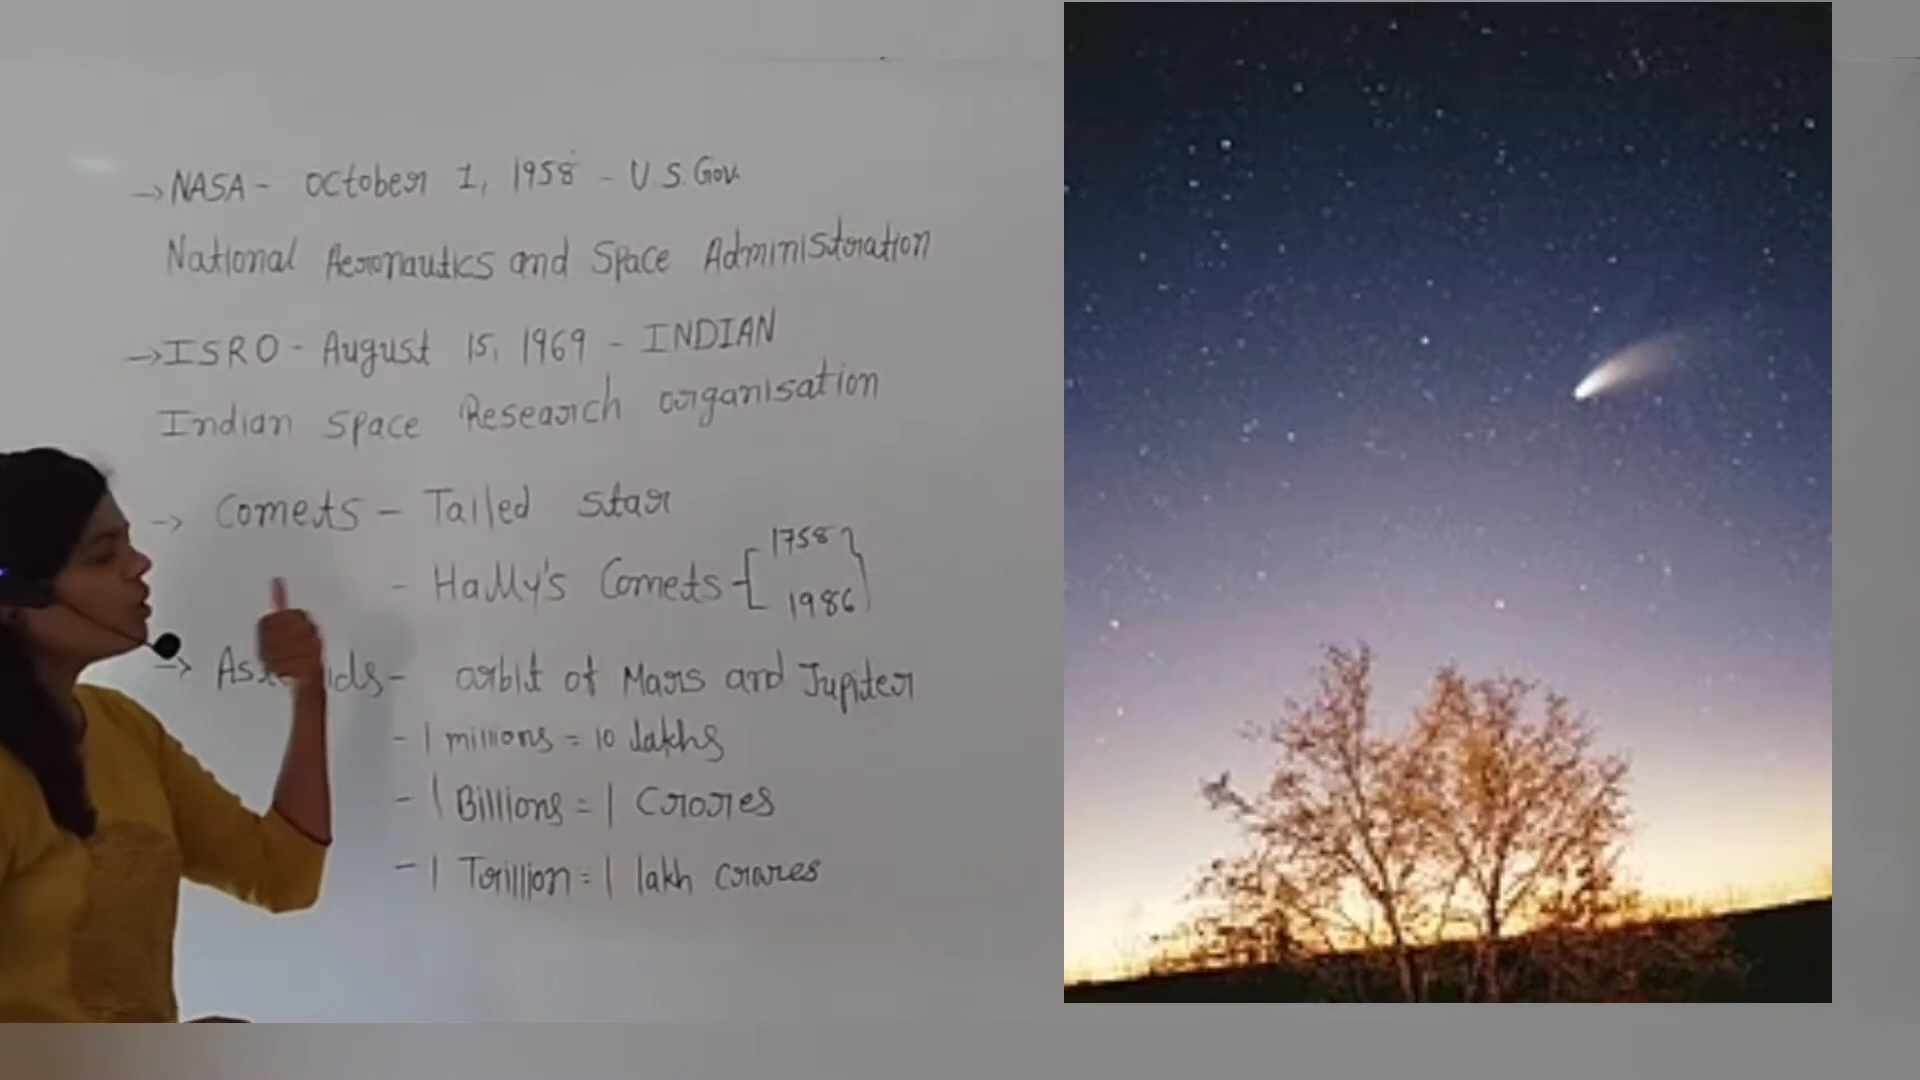 → NASA - October 1, 1958 - U.S. Gov.
National Aeronautics and Space Administration
→ ISRO - August 15, 1969 - INDIAN
Indian Space Research organisation
→ Comets - Tailed star
- Hally's Comets - [1758
1986]
→ - orbit of Mars and Jupiter
- 1 millions = 10 lakhs
- 1 Billions = 1 Crores
- 1 Trillion = 1 lakh crores